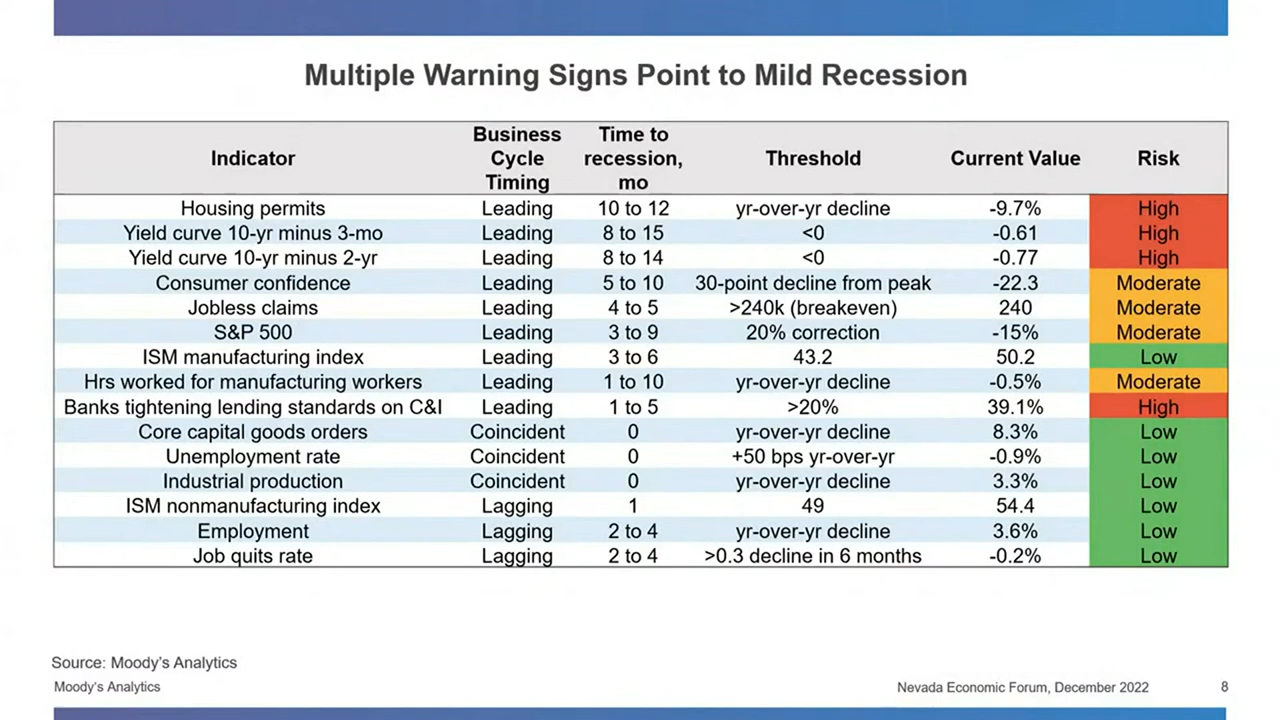 Multiple Warning Signs Point to Mild Recession
Indicator Business Cycle Timing Time to recession, mo Threshold Current Value Risk
Housing permits Leading 10 to 12 yr-over-yr decline -9.7% High
Yield curve 10-yr minus 3-mo Leading 8 to 15 <0 -0.61 High
Yield curve 10-yr minus 2-yr Leading 8 to 14 <0 -0.77 High
Consumer confidence Leading 5 to 10 30-point decline from peak -22.3 Moderate
Jobless claims Leading 4 to 5 >240k (breakeven) 240 Moderate
S&P 500 Leading 3 to 9 20% correction -15% Moderate
ISM manufacturing index Leading 3 to 6 43.2 50.2 Low
Hrs worked for manufacturing workers Leading 1 to 10 yr-over-yr decline -0.5% Moderate
Banks tightening lending standards on C&I Leading 1 to 5 >20% 39.1% High
Core capital goods orders Coincident 0 yr-over-yr decline 8.3% Low
Unemployment rate Coincident 0 +50 bps yr-over-yr -0.9% Low
Industrial production Coincident 0 yr-over-yr decline 3.3% Low
ISM nonmanufacturing index Lagging 1 49 54.4 Low
Employment Lagging 2 to 4 yr-over-yr decline 3.6% Low
Job quits rate Lagging 2 to 4 >0.3 decline in 6 months -0.2% Low
Source: Moody's Analytics
Moody's Analytics Nevada Economic Forum, December 2022 8